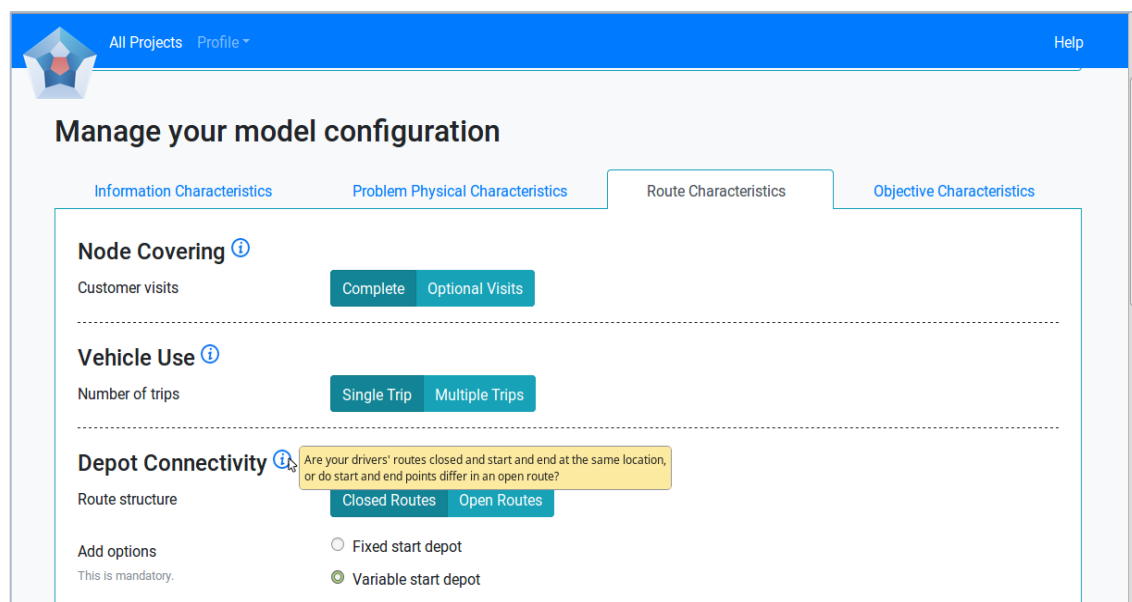 All Projects Profile Help
Manage your model configuration
Information Characteristics Problem Physical Characteristics Route Characteristics Objective Characteristics
Node Covering
Customer visits Complete Optional Visits
Vehicle Use
Number of trips Single Trip Multiple Trips
Depot Connectivity
Are your drivers' routes closed and start and end at the same location,
or do start and end points differ in an open route?
Route structure Closed Routes Open Routes
Add options Fixed start depot
This is mandatory. Variable start depot